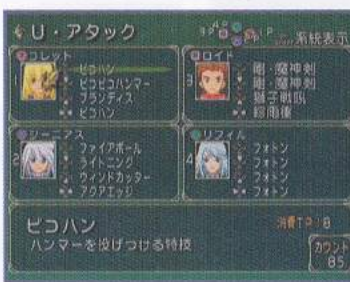 U・アタック
系統表示
コレット
ピコハン
ピコピコハンマー
グランディス
ピコハン
3 ロイド
剛・魔神剣
剛・魔神剣
獅子戦吼
2 ジーニアス
ファイアボール
ライトニング
ウィンドカッター
アクアエッジ
4 リフィル
フォトン
フォトン
フォトン
フォトン
ピコハン
消費TP 8
ハンマーを投げつける特技
カウント
85